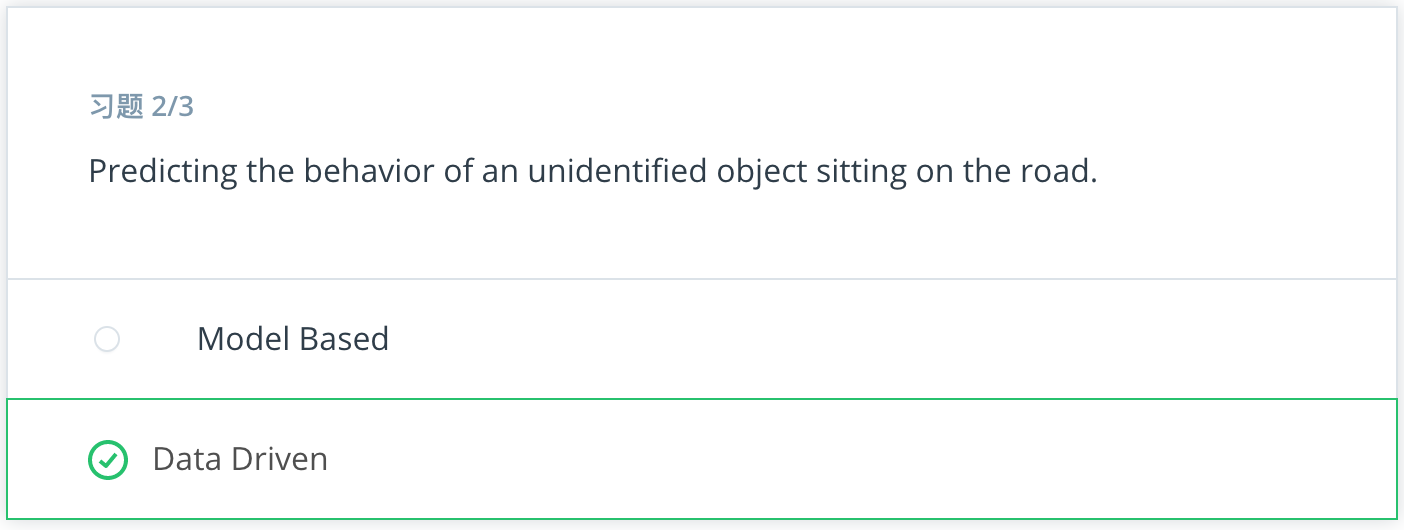 习题 2/3
Predicting the behavior of an unidentified object sitting on the road.
Model Based
Data Driven